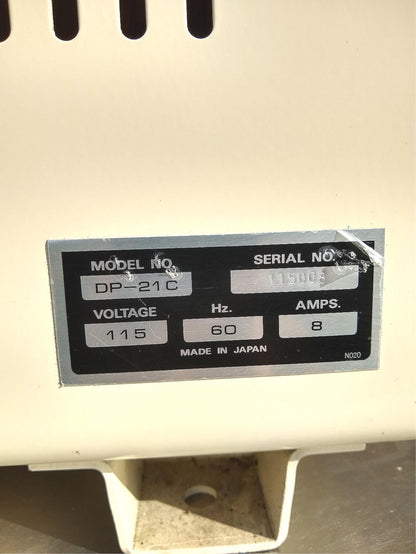 MODEL NO. SERIAL NO.
DP-21C
VOLTAGE Hz. AMPS.
115 60 8
MADE IN JAPAN
N020